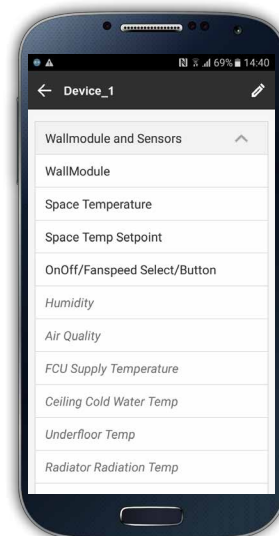 69% 14:40
Device_1
Wallmodule and Sensors
WallModule
Space Temperature
Space Temp Setpoint
OnOff/Fanspeed Select/Button
Humidity
Air Quality
FCU Supply Temperature
Ceiling Cold Water Temp
Underfloor Temp
Radiator Radiation Temp